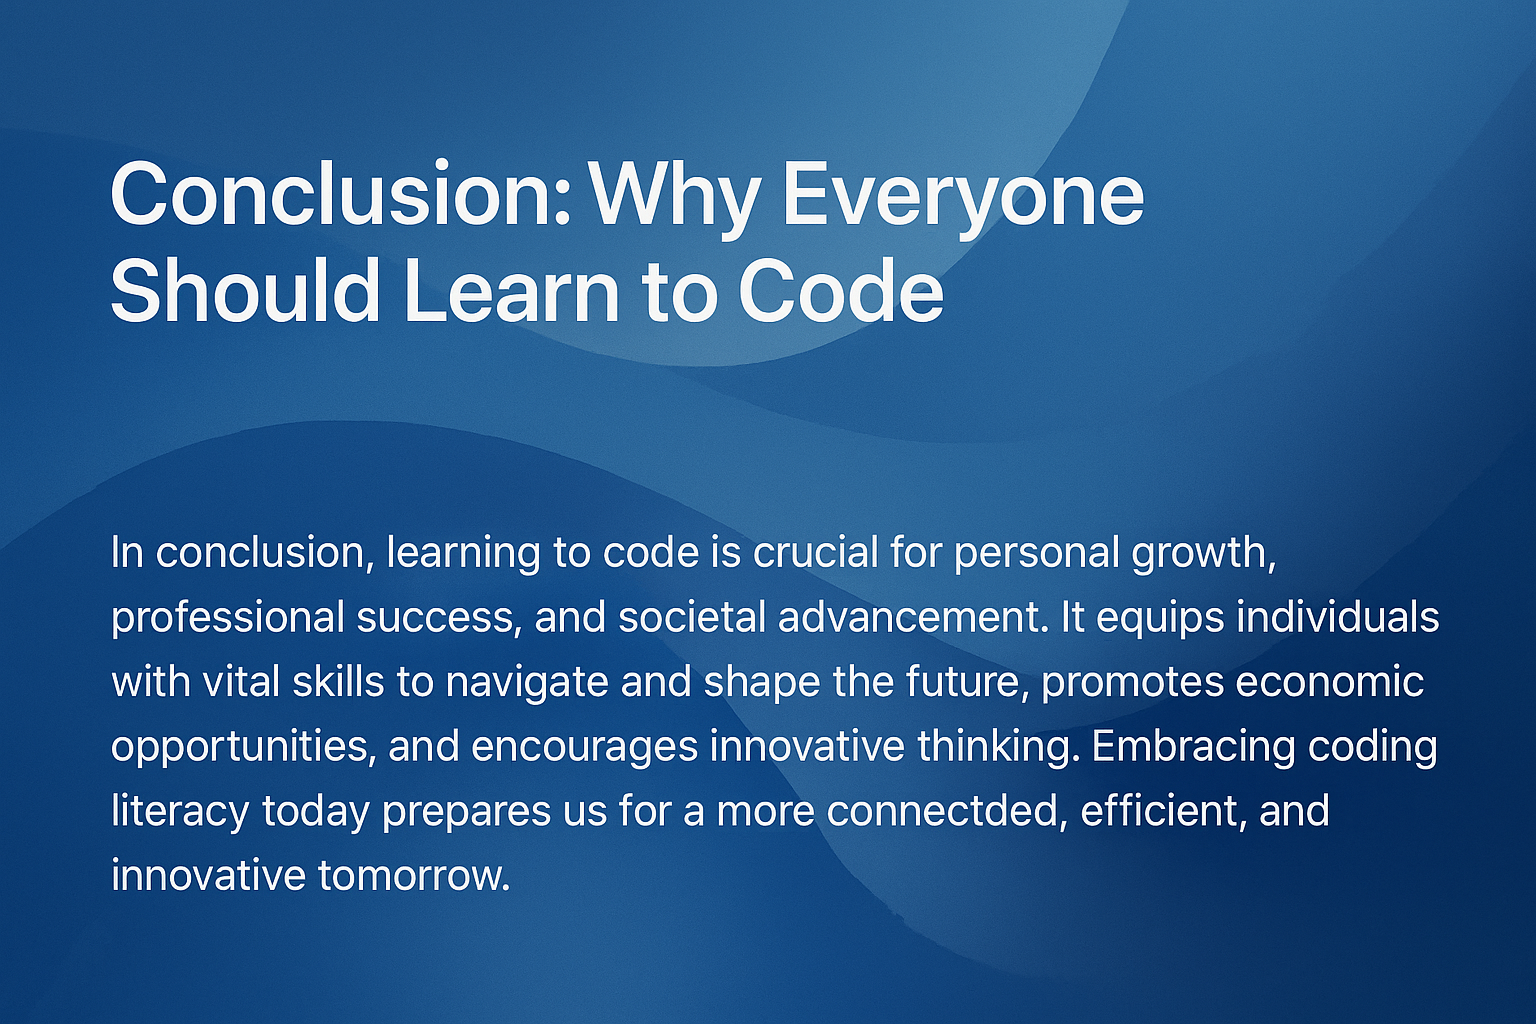 Conclusion: Why Everyone
Should Learn to Code
In conclusion, learning to code is crucial for personal growth,
professional success, and societal advancement. It equips individuals
with vital skills to navigate and shape the future, promotes economic
opportunities, and encourages innovative thinking. Embracing coding
literacy today prepares us for a more connectded, efficient, and
innovative tomorrow.